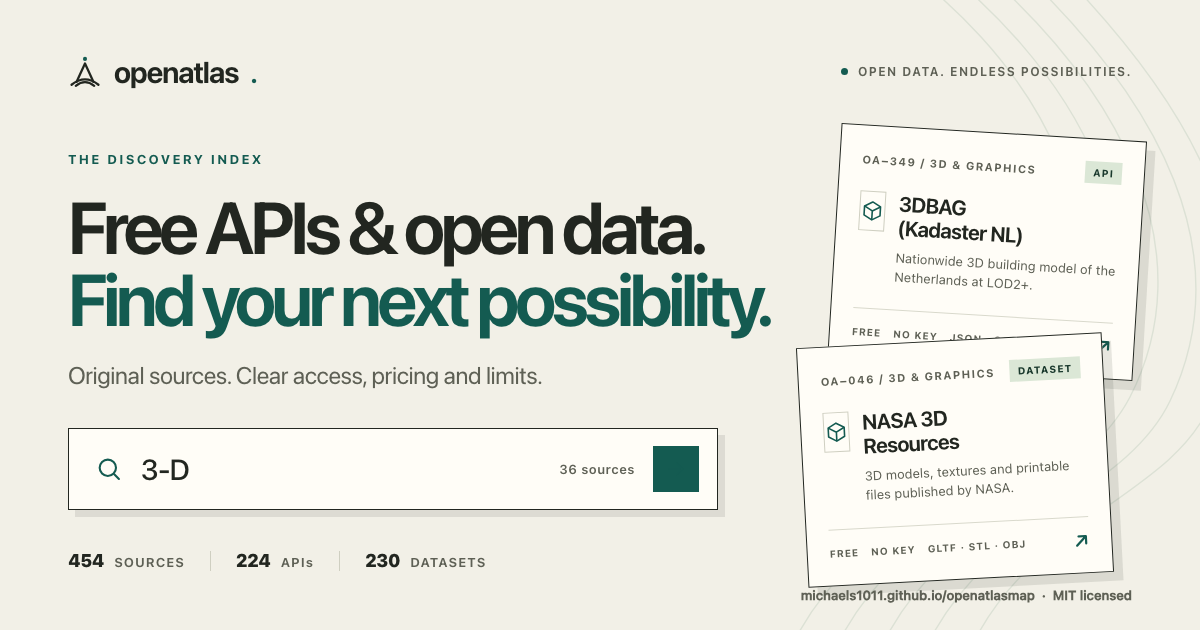 openatlas.
OPEN DATA. ENDLESS POSSIBILITIES.
THE DISCOVERY INDEX
Free APIs & open data.
Find your next possibility.
Original sources. Clear access, pricing and limits.
3-D
36 sources
454 SOURCES
224 APIs
230 DATASETS
OA–349 / 3D & GRAPHICS
API
3DBAG
(Kadaster NL)
Nationwide 3D building model of the
Netherlands at LOD2+.
FREE NO KEY JSON
OA–046 / 3D & GRAPHICS
DATASET
NASA 3D
Resources
3D models, textures and printable
files published by NASA.
FREE NO KEY GLTF · STL · OBJ
michaels1011.github.io/openatlasmap · MIT licensed